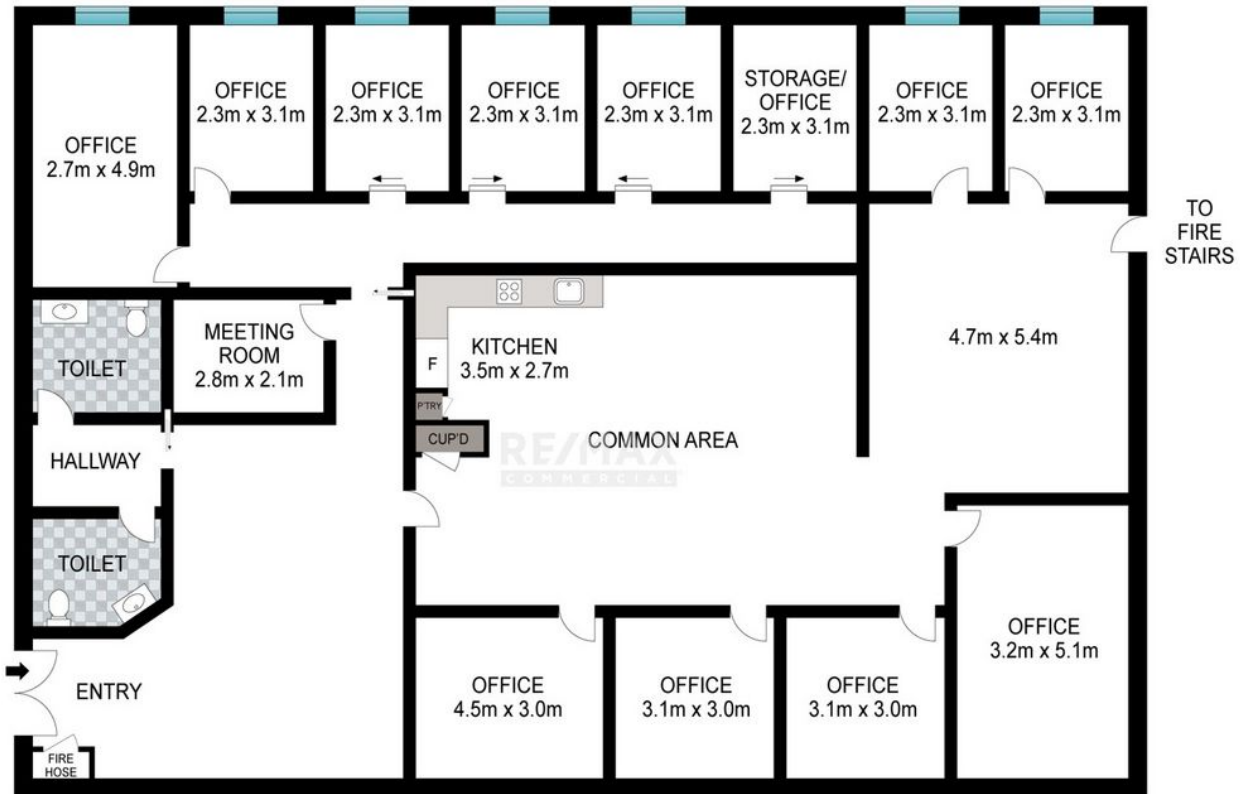 OFFICE
2.7m x 4.9m
OFFICE
2.3m x 3.1m
OFFICE
2.3m x 3.1m
OFFICE
2.3m x 3.1m
OFFICE
2.3m x 3.1m
STORAGE/
OFFICE
2.3m x 3.1m
OFFICE
2.3m x 3.1m
OFFICE
2.3m x 3.1m
TO
FIRE
STAIRS
TOILET
MEETING
ROOM
2.8m x 2.1m
F
KITCHEN
3.5m x 2.7m
P'TRY
CUP'D
COMMON AREA
RE/MAX
COMMERCIAL
4.7m x 5.4m
HALLWAY
TOILET
ENTRY
FIRE
HOSE
OFFICE
4.5m x 3.0m
OFFICE
3.1m x 3.0m
OFFICE
3.1m x 3.0m
OFFICE
3.2m x 5.1m